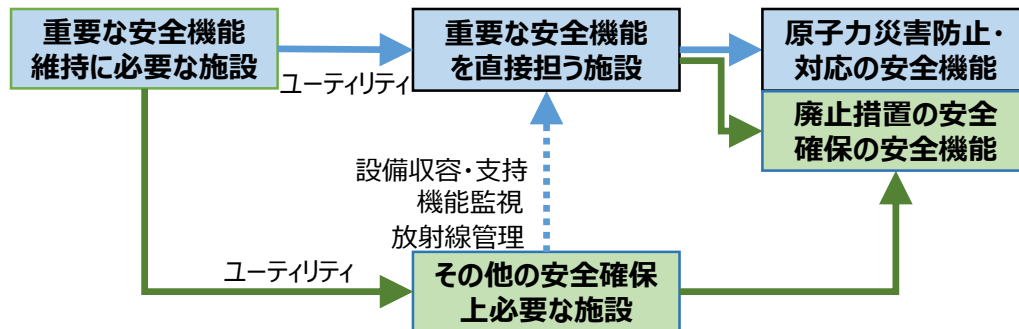 重要な安全機能
維持に必要な施設
ユーティリティ
重要な安全機能
を直接担う施設
原子力災害防止・
対応の安全機能
廃止措置の安全
確保の安全機能
設備収容・支持
機能監視
放射線管理
ユーティリティ
その他の安全確保
上必要な施設